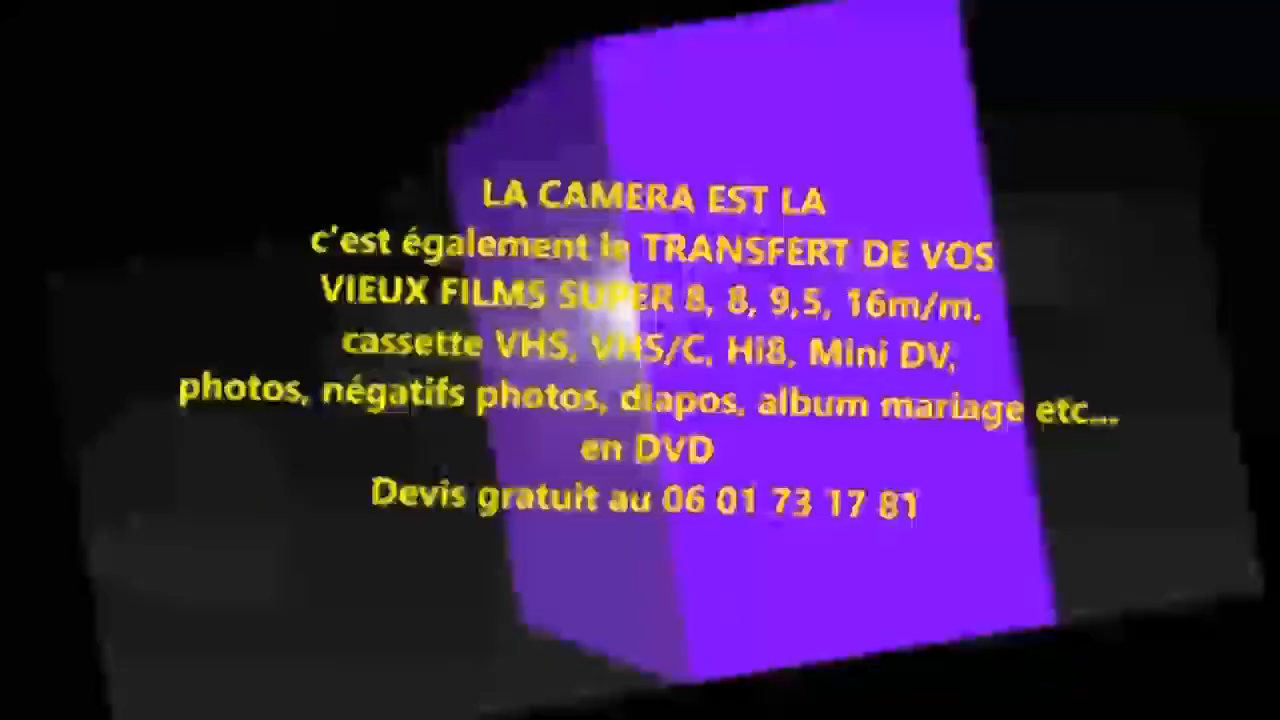 LA CAMERA EST LA
c'est également le TRANSFERT DE VOS
VIEUX FILMS SUPER 8, 8, 9,5, 16m/m.
cassette VHS, VHS/C, Hi8, Mini DV,
photos, négatifs photos, diapos, album mariage etc...
en DVD
Devis gratuit au 06 01 73 17 81